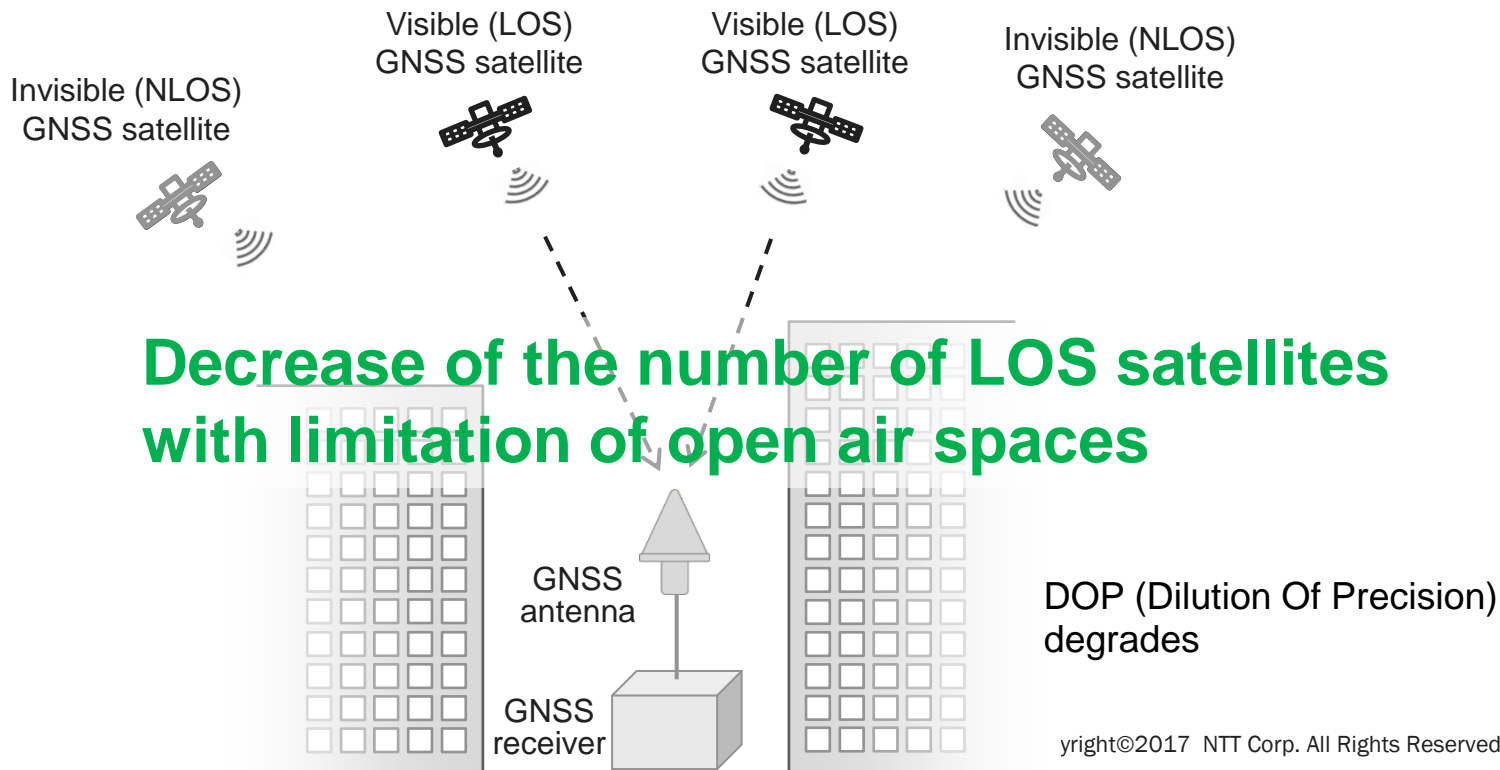 Visible (LOS)
GNSS satellite
Visible (LOS)
GNSS satellite
Invisible (NLOS)
GNSS satellite
Invisible (NLOS)
GNSS satellite
Decrease of the number of LOS satellites
with limitation of open air spaces
GNSS
antenna
DOP (Dilution Of Precision)
degrades
GNSS
receiver
yright©2017 NTT Corp. All Rights Reserved